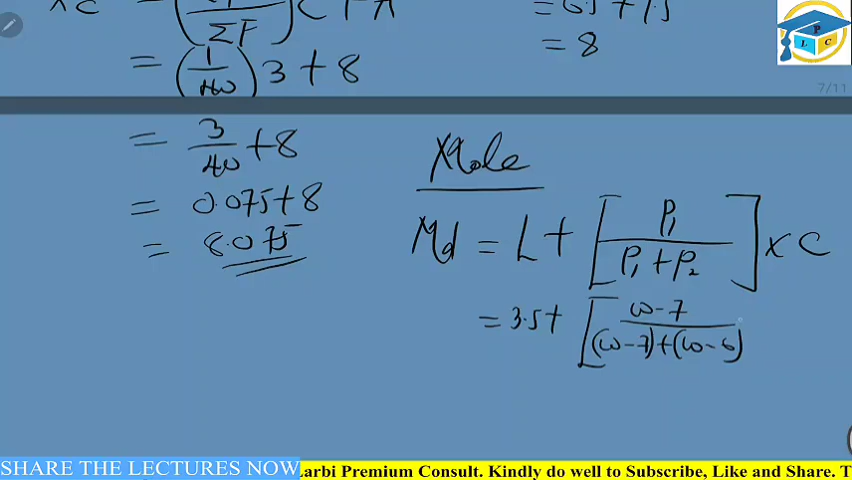 = (1/40) 3 + 8
= 8
7/11
= 3/40 + 8
= 0.075 + 8
= 8.075
Mode
Md = L + [P₁/(P₁ + P₂)] x C
= 3.5 + [(10 - 7)/((10 - 7) + (10 - 6)
P
L C
SHARE THE LECTURES NOW
arbi Premium Consult. Kindly do well to Subscribe, Like and Share. T